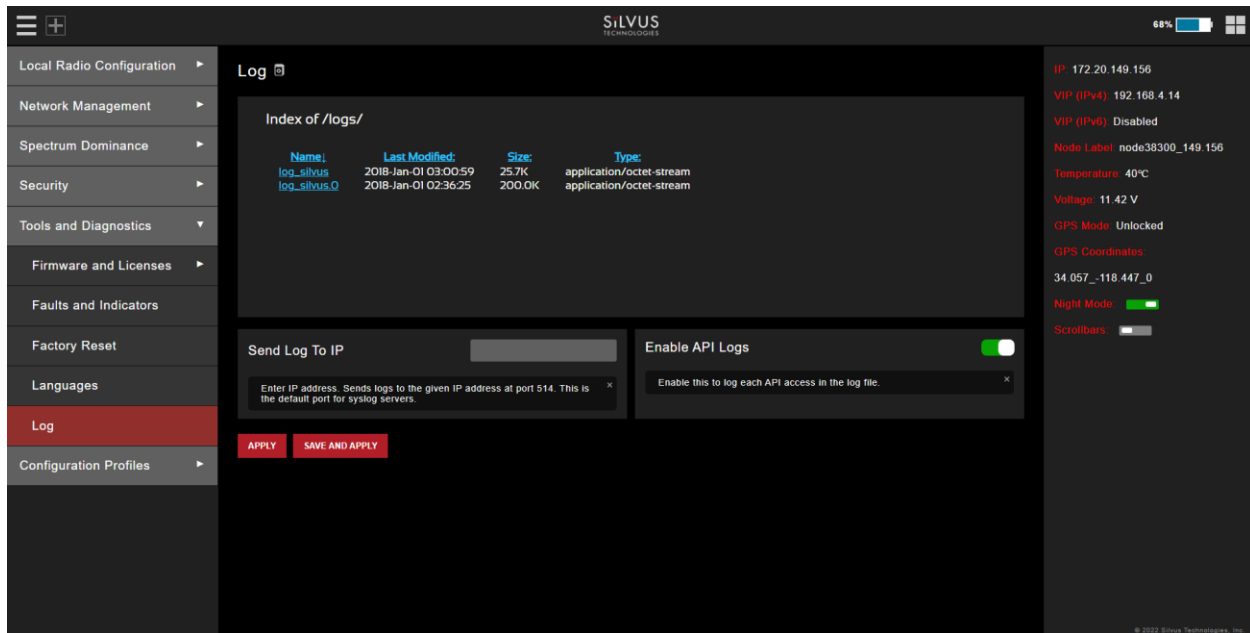 SiLVUS
TECHNOLOGIES
68%
Local Radio Configuration
Network Management
Spectrum Dominance
Security
Tools and Diagnostics
Firmware and Licenses
Faults and Indicators
Factory Reset
Languages
Log
Configuration Profiles
Log
Index of /logs/
Name↓ Last Modified: Size: Type:
log_silvus 2018-Jan-01 03:00:59 25.7K application/octet-stream
log_silvus.0 2018-Jan-01 02:36:25 200.0K application/octet-stream
Send Log To IP
Enter IP address. Sends logs to the given IP address at port 514. This is
the default port for syslog servers.
Enable API Logs
Enable this to log each API access in the log file.
APPLY SAVE AND APPLY
IP: 172.20.149.156
VIP (IPv4): 192.168.4.14
VIP (IPv6): Disabled
Node Label: node38300_149.156
Temperature: 40°C
Voltage: 11.42 V
GPS Mode: Unlocked
GPS Coordinates:
34.057_-118.447_0
Night Mode:
Scrollbars:
© 2022 Silvus Technologies, Inc.